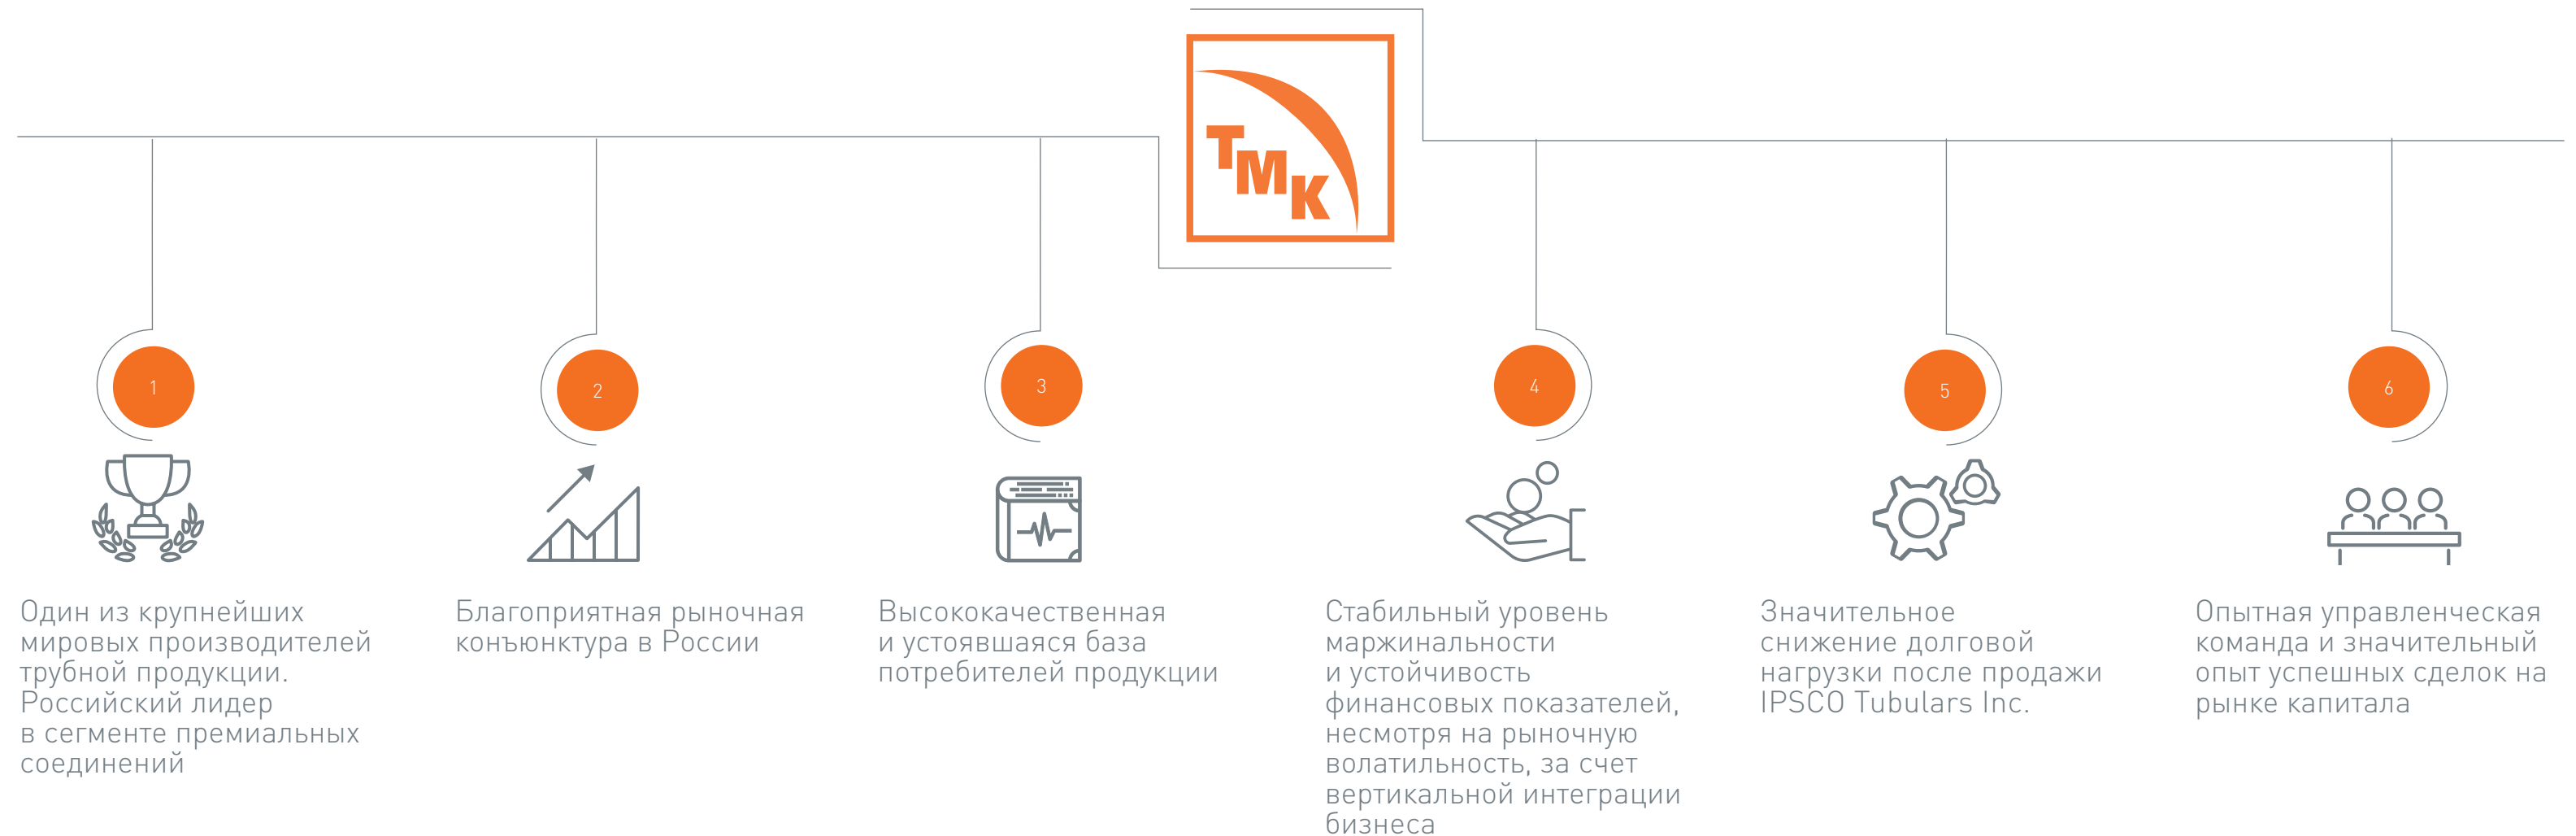 ТМК
1
Один из крупнейших
мировых производителей
трубной продукции.
Российский лидер
в сегменте премиальных
соединений
2
Благоприятная рыночная
конъюнктура в России
3
Высококачественная
и устоявшаяся база
потребителей продукции
4
Стабильный уровень
маржинальности
и устойчивость
финансовых показателей,
несмотря на рыночную
волатильность, за счет
вертикальной интеграции
бизнеса
5
Значительное
снижение долговой
нагрузки после продажи
IPSCO Tubulars Inc.
6
Опытная управленческая
команда и значительный
опыт успешных сделок на
рынке капитала